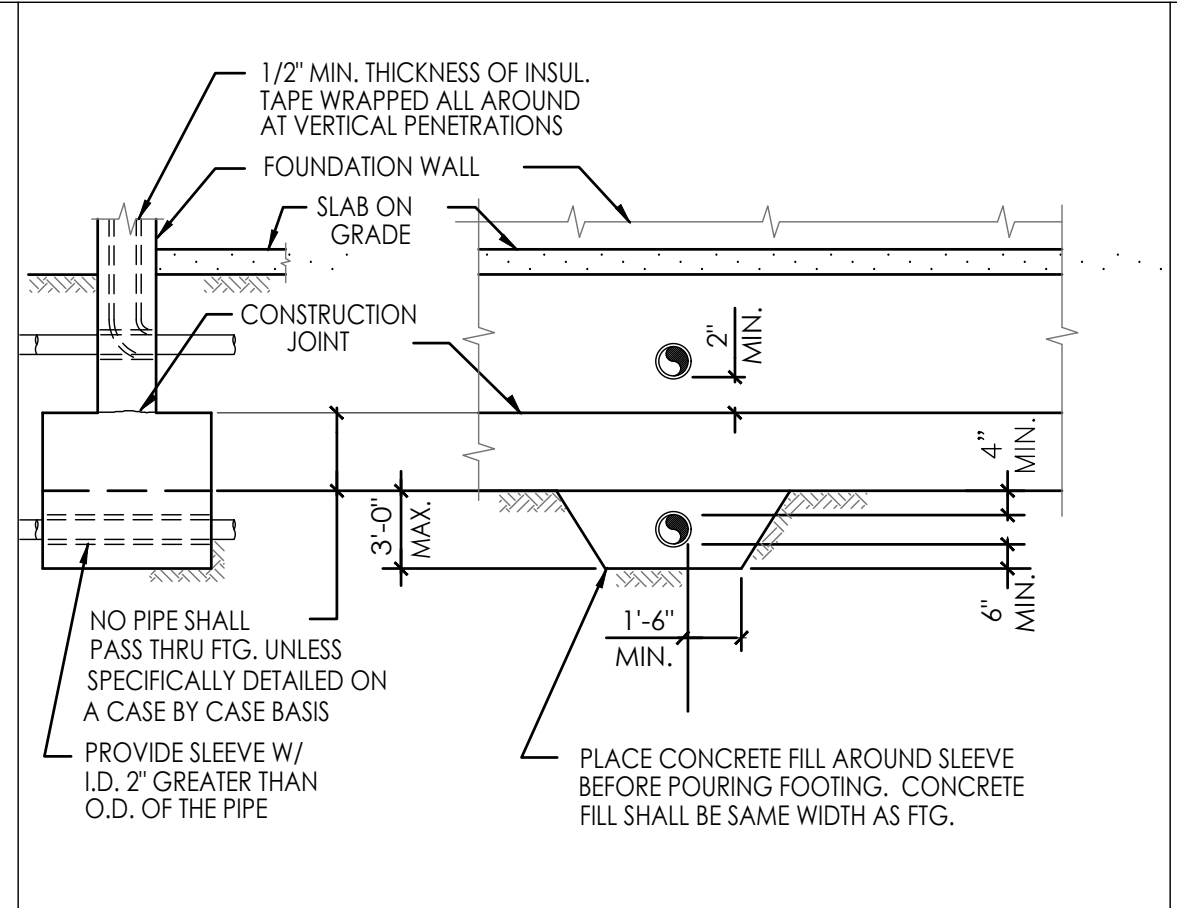 1/2" MIN. THICKNESS OF INSUL.
TAPE WRAPPED ALL AROUND
AT VERTICAL PENETRATIONS
FOUNDATION WALL
SLAB ON
GRADE
CONSTRUCTION
JOINT
2"
MIN.
4"
MIN.
3'-0"
MAX.
6"
MIN.
1'-6"
MIN.
NO PIPE SHALL
PASS THRU FTG. UNLESS
SPECIFICALLY DETAILED ON
A CASE BY CASE BASIS
PROVIDE SLEEVE W/
I.D. 2" GREATER THAN
O.D. OF THE PIPE
PLACE CONCRETE FILL AROUND SLEEVE
BEFORE POURING FOOTING. CONCRETE
FILL SHALL BE SAME WIDTH AS FTG.